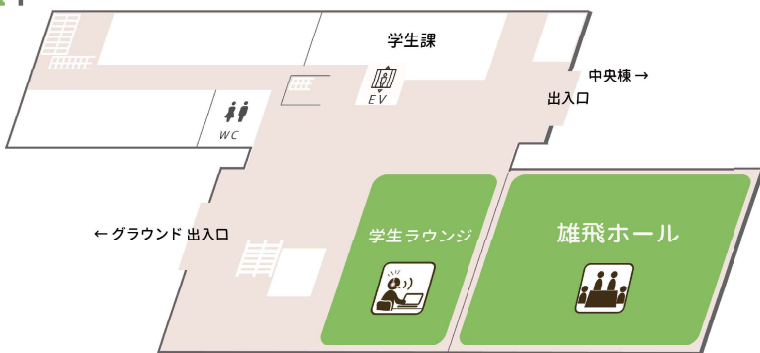 学生課
中央棟 →
EV
出入口
WC
← グラウンド 出入口
学生ラウンジ
雄飛ホール